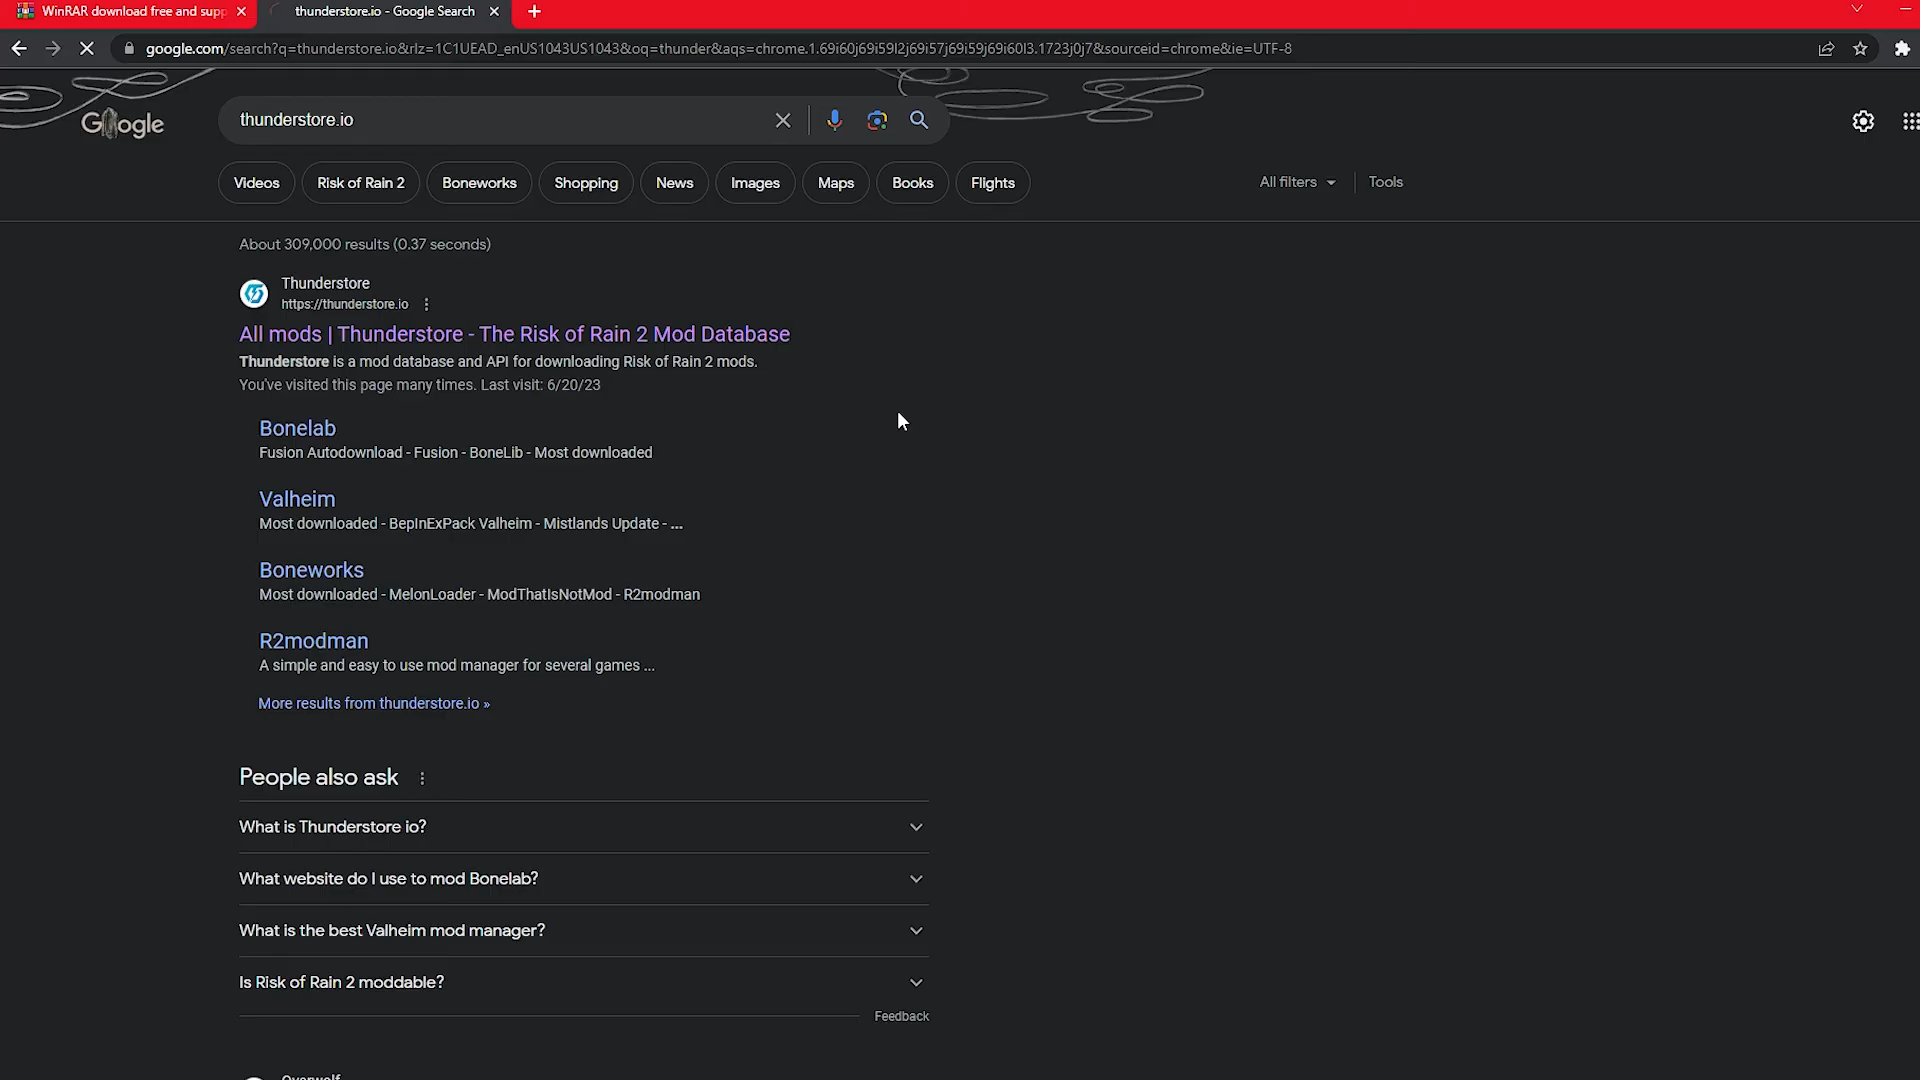 WinRAR download free and supp
thunderstore.io - Google Search
google.com/search?q=thunderstore.io&rlz=1C1UEAD_enUS1043US1043&oq=thunder&aqs=chrome.1.69i60j69i59l2j69i57j69i59j69i60l3.1723j0j7&sourceid=chrome&ie=UTF-8
Google
thunderstore.io
Videos
Risk of Rain 2
Boneworks
Shopping
News
Images
Maps
Books
Flights
All filters
Tools
About 309,000 results (0.37 seconds)
Thunderstore
https://thunderstore.io
All mods | Thunderstore - The Risk of Rain 2 Mod Database
Thunderstore is a mod database and API for downloading Risk of Rain 2 mods.
You've visited this page many times. Last visit: 6/20/23
Bonelab
Fusion Autodownload - Fusion - BoneLib - Most downloaded
Valheim
Most downloaded - BepInExPack Valheim - Mistlands Update - ...
Boneworks
Most downloaded - MelonLoader - ModThatIsNotMod - R2modman
R2modman
A simple and easy to use mod manager for several games ...
More results from thunderstore.io »
People also ask
What is Thunderstore io?
What website do I use to mod Bonelab?
What is the best Valheim mod manager?
Is Risk of Rain 2 moddable?
Feedback
Overwolf